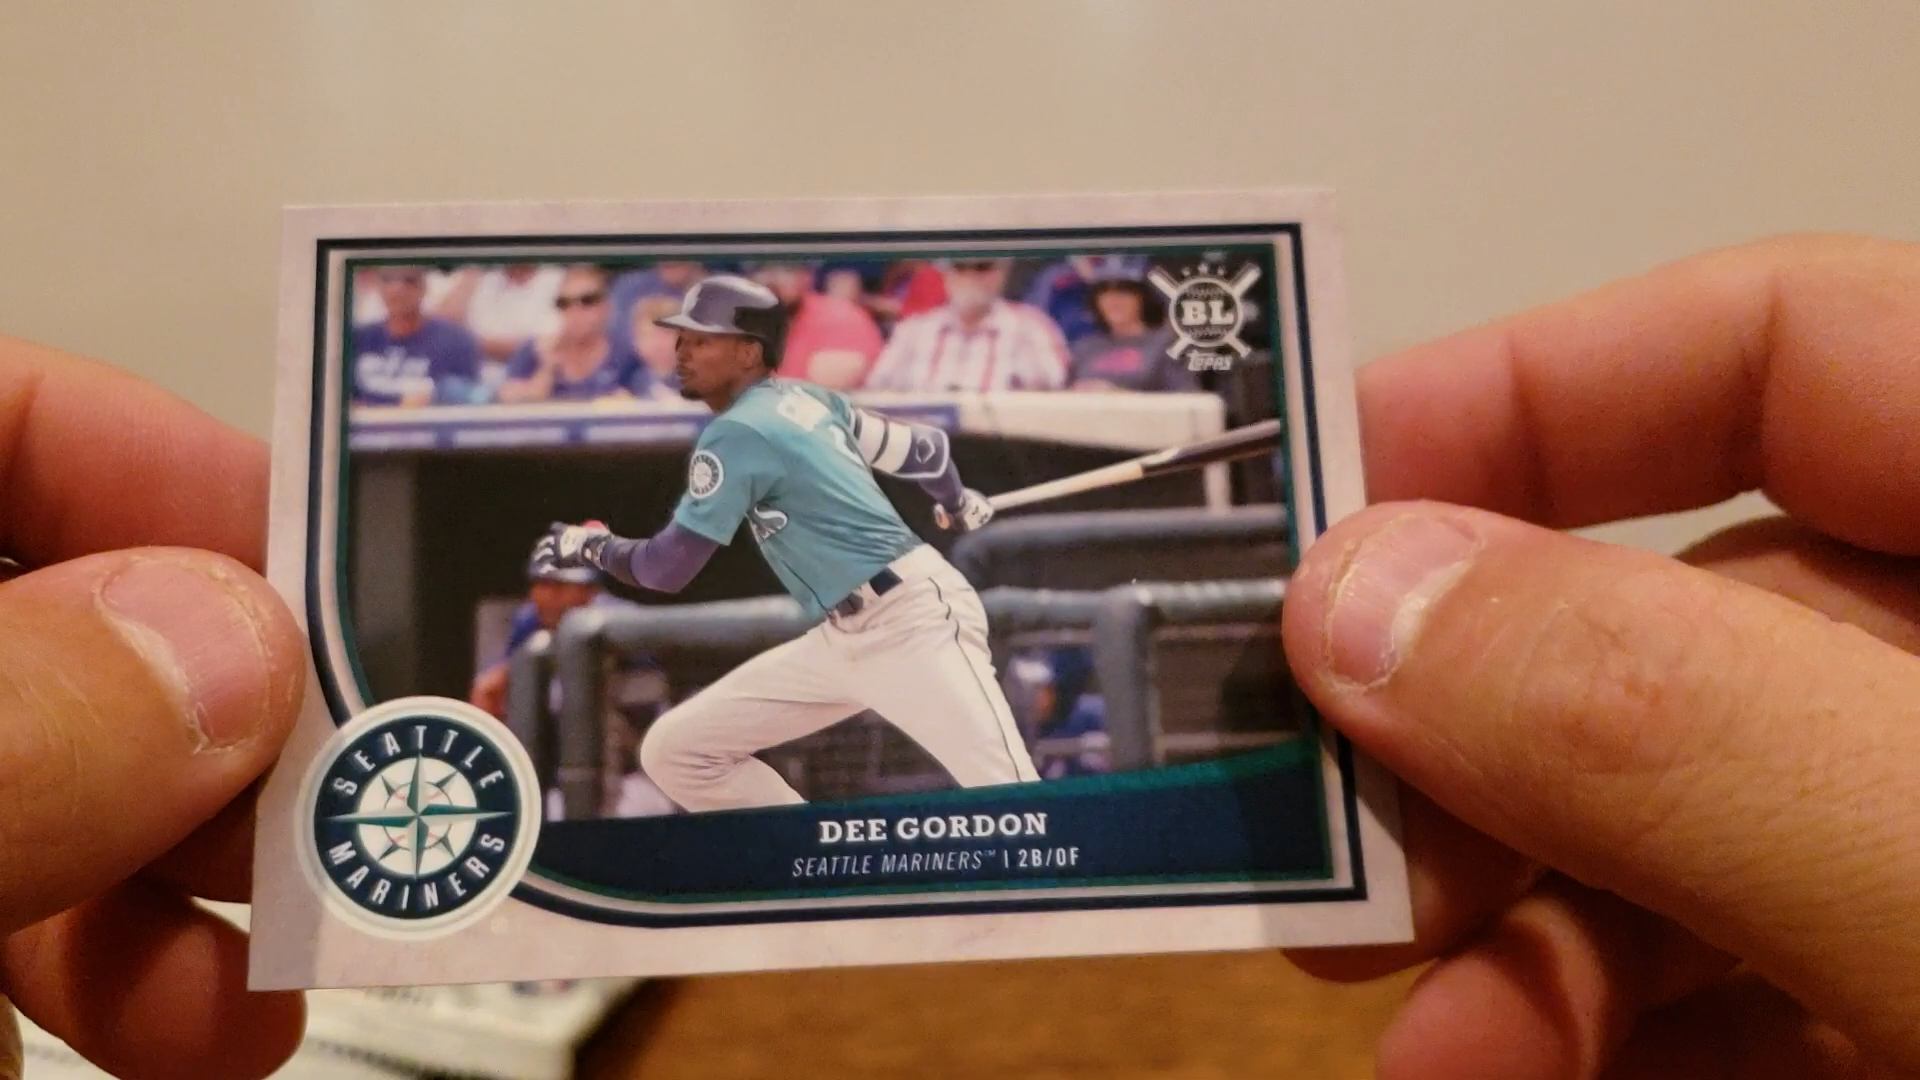 BL
Topps
SEATTLE
MARINERS
DEE GORDON
SEATTLE MARINERS™ | 2B/OF